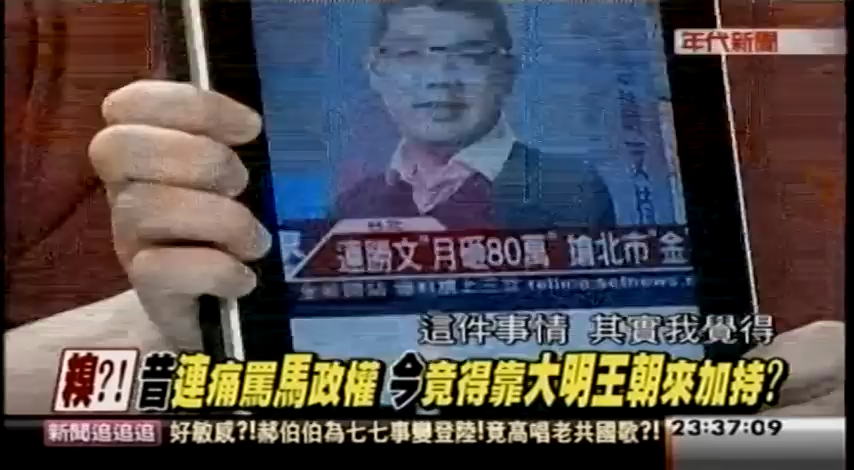 年代新聞
連勝文"月砸80萬"搶北市"金
這件事情 其實我覺得
糗?! 昔連痛罵馬政權 今竟得靠大明王朝來加持?
新聞追追追 好敏感?!郝伯伯為七七事變登陸!竟高唱老共國歌?! 23:37:09